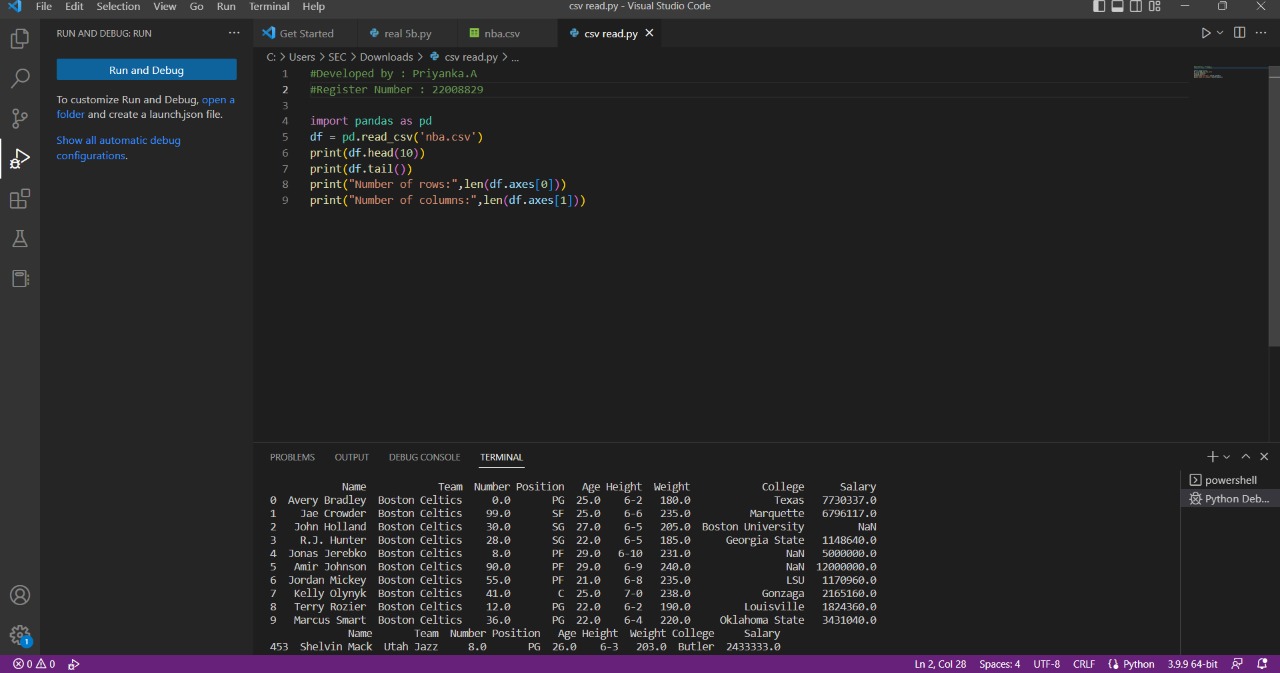 File Edit Selection View Go Run Terminal Help
csv read.py - Visual Studio Code
RUN AND DEBUG: RUN ···
Run and Debug
To customize Run and Debug, open a
folder and create a launch.json file.
Show all automatic debug
configurations.
Get Started real 5b.py nba.csv csv read.py
C: > Users > SEC > Downloads > csv read.py > ...
1 #Developed by : Priyanka.A
2 #Register Number : 22008829
3
4 import pandas as pd
5 df = pd.read_csv('nba.csv')
6 print(df.head(10))
7 print(df.tail())
8 print("Number of rows:",len(df.axes[0]))
9 print("Number of columns:",len(df.axes[1]))
PROBLEMS OUTPUT DEBUG CONSOLE TERMINAL
powershell
Python Deb...
Name Team Number Position Age Height Weight College Salary
0 Avery Bradley Boston Celtics 0.0 PG 25.0 6-2 180.0 Texas 7730337.0
1 Jae Crowder Boston Celtics 99.0 SF 25.0 6-6 235.0 Marquette 6796117.0
2 John Holland Boston Celtics 30.0 SG 27.0 6-5 205.0 Boston University NaN
3 R.J. Hunter Boston Celtics 28.0 SG 22.0 6-5 185.0 Georgia State 1148640.0
4 Jonas Jerebko Boston Celtics 8.0 PF 29.0 6-10 231.0 NaN 5000000.0
5 Amir Johnson Boston Celtics 90.0 PF 29.0 6-9 240.0 NaN 12000000.0
6 Jordan Mickey Boston Celtics 55.0 PF 21.0 6-8 235.0 LSU 1170960.0
7 Kelly Olynyk Boston Celtics 41.0 C 25.0 7-0 238.0 Gonzaga 2165160.0
8 Terry Rozier Boston Celtics 12.0 PG 22.0 6-2 190.0 Louisville 1824360.0
9 Marcus Smart Boston Celtics 36.0 PG 22.0 6-4 220.0 Oklahoma State 3431040.0
Name Team Number Position Age Height Weight College Salary
453 Shelvin Mack Utah Jazz 8.0 PG 26.0 6-3 203.0 Butler 2433333.0
1
0 0 Ln 2, Col 28 Spaces: 4 UTF-8 CRLF Python 3.9.9 64-bit